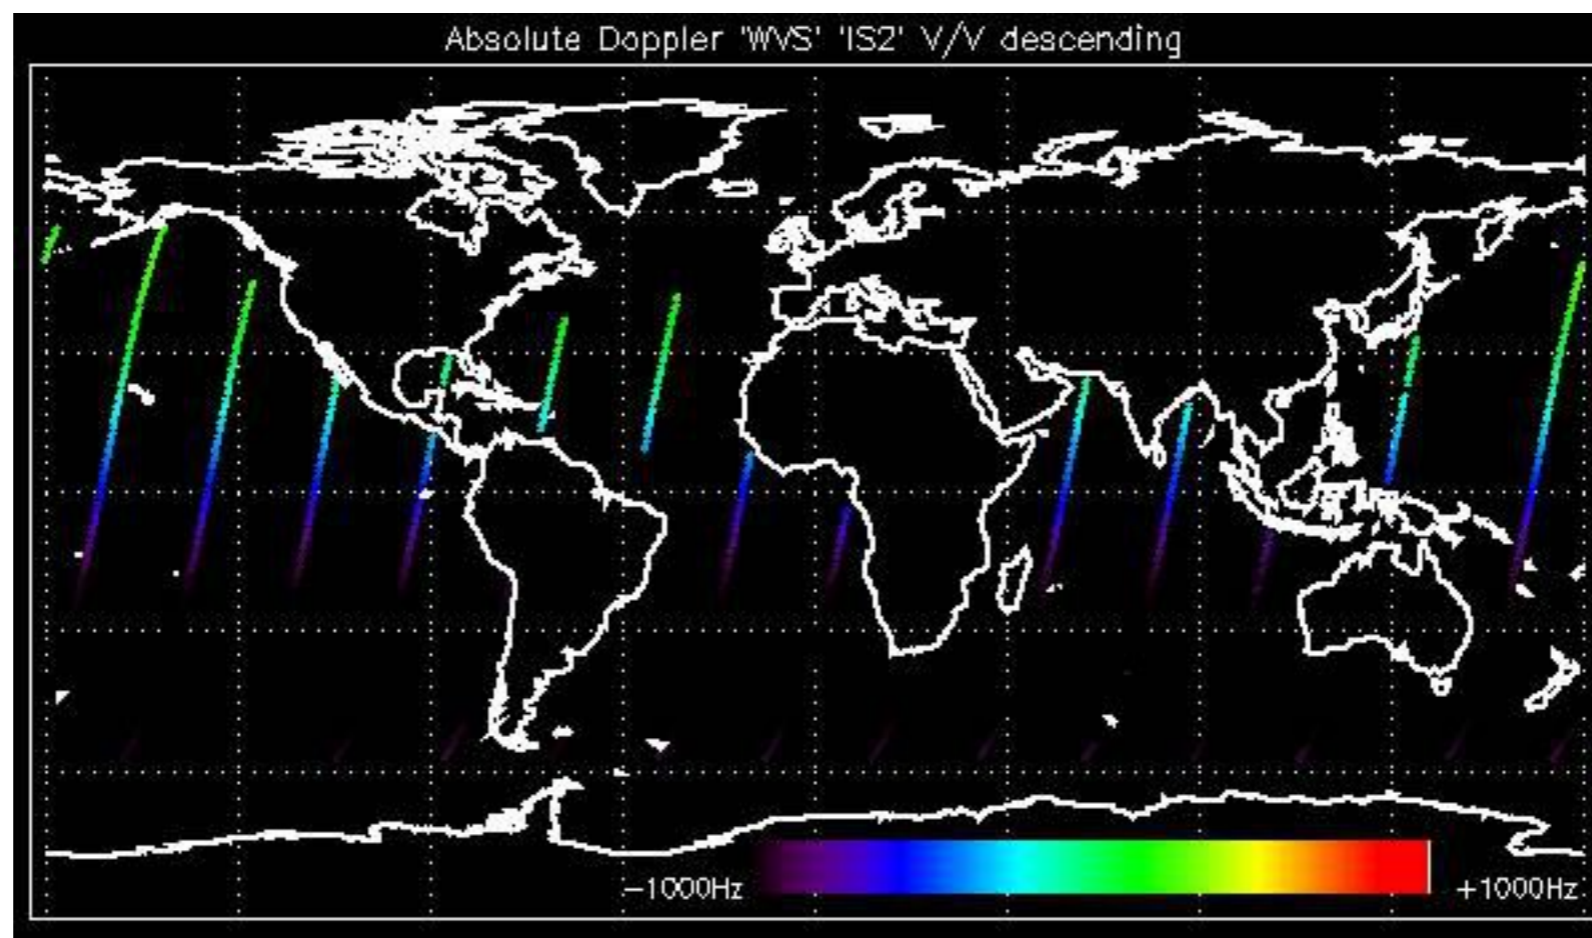 Absolute Doppler 'WVS' 'IS2' V/V descending
−1000Hz
+1000Hz